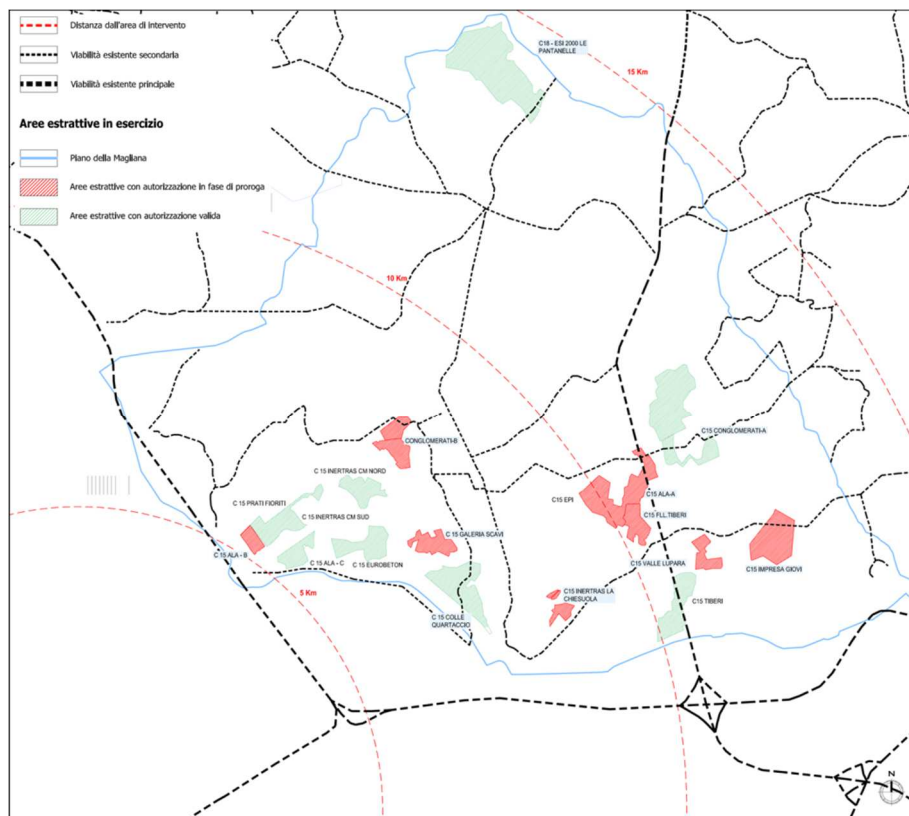 Distanza dall'area di intervento
Viabilità esistente secondaria
Viabilità esistente principale
Aree estrattive in esercizio
Plano della Magliana
Aree estrattive con autorizzazione in fase di proroga
Aree estrattive con autorizzazione valida
C18 - ESI 2000 LE
PANTANELLE
15 Km
10 Km
C15 CONGLOMERATI-A
CONGLOMERATI-B
C 15 INERTRAS CM NORD
C 15 PRATI FIORITI
C15 EPI
C15 ALA-A
C 15 INERTRAS CM SUD
C15 FLL.TIBERI
C 15 GALERIA SCAVI
C 15 ALA - B
C 15 ALA - C
C 15 EUROBETON
C15 VALLE LUPARA
C15 IMPRESA GIOVI
5 Km
C15 INERTRAS LA
CHIESUOLA
C15 TIBERI
C 15 COLLE
QUARTACCIO
N